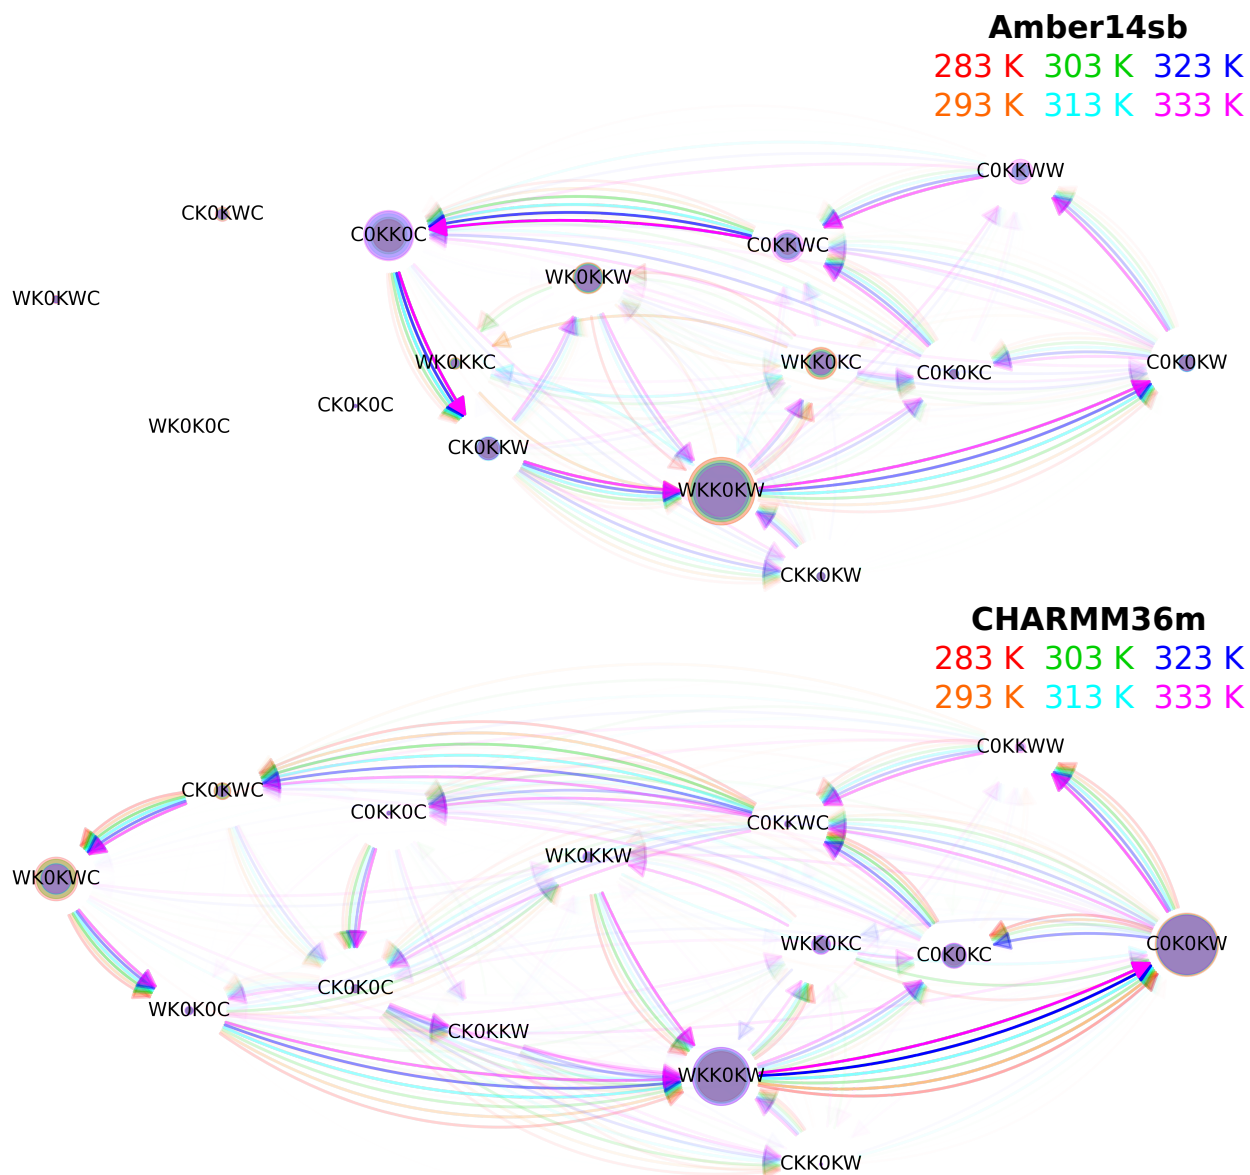 Amber14sb
283 K 303 K 323 K
293 K 313 K 333 K
C0KKWW
CK0KWC
C0KK0C
C0KKWC
WK0KKW
WK0KWC
WK0KKC
WKK0KC
C0K0KC
C0K0KW
CK0K0C
WK0K0C
CK0KKW
WKK0KW
CKK0KW
CHARMM36m
283 K 303 K 323 K
293 K 313 K 333 K
C0KKWW
CK0KWC
C0KK0C
C0KKWC
WK0KKW
WK0KWC
WKK0KC
C0K0KC
C0K0KW
CK0K0C
WK0K0C
CK0KKW
WKK0KW
CKK0KW